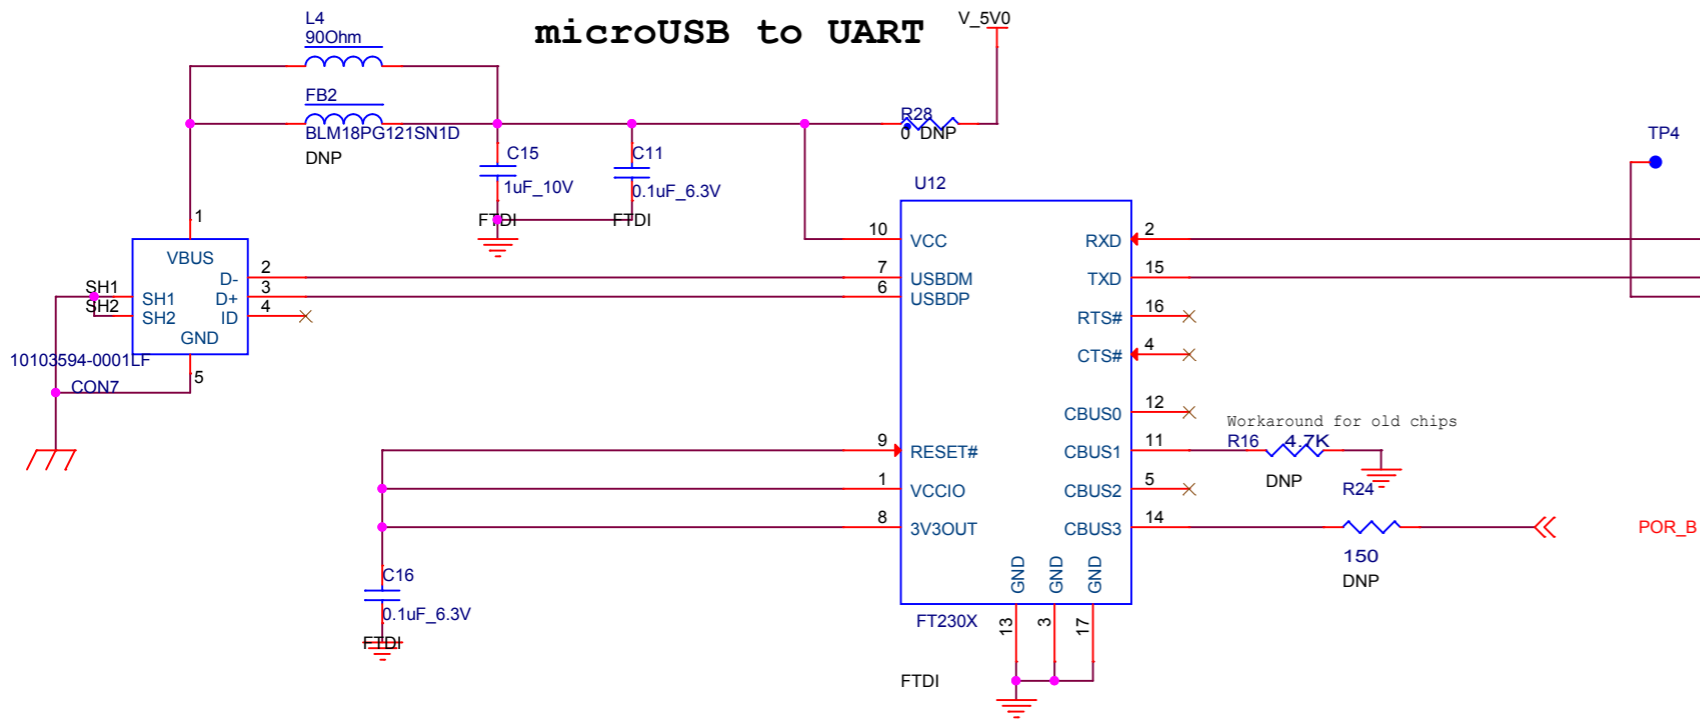 microUSB to UART
V_5V0
L4
90Ohm
FB2
BLM18PG121SN1D
DNP
R28
0 DNP
TP4
C15
1uF_10V
FTDI
C11
0.1uF_6.3V
FTDI
U12
1
VBUS
D- 2
D+ 3
ID 4
SH1 SH1
SH2 SH2
GND
5
10103594-0001LF
CON7
10 VCC
7 USBDM
6 USBDP
9 RESET#
1 VCCIO
8 3V3OUT
RXD 2
TXD 15
RTS# 16
CTS# 4
CBUS0 12
CBUS1 11
CBUS2 5
CBUS3 14
GND GND GND
13 3 17
FT230X
FTDI
Workaround for old chips
R16 4.7K
DNP
R24
150
DNP
POR_B
C16
0.1uF_6.3V
FTDI